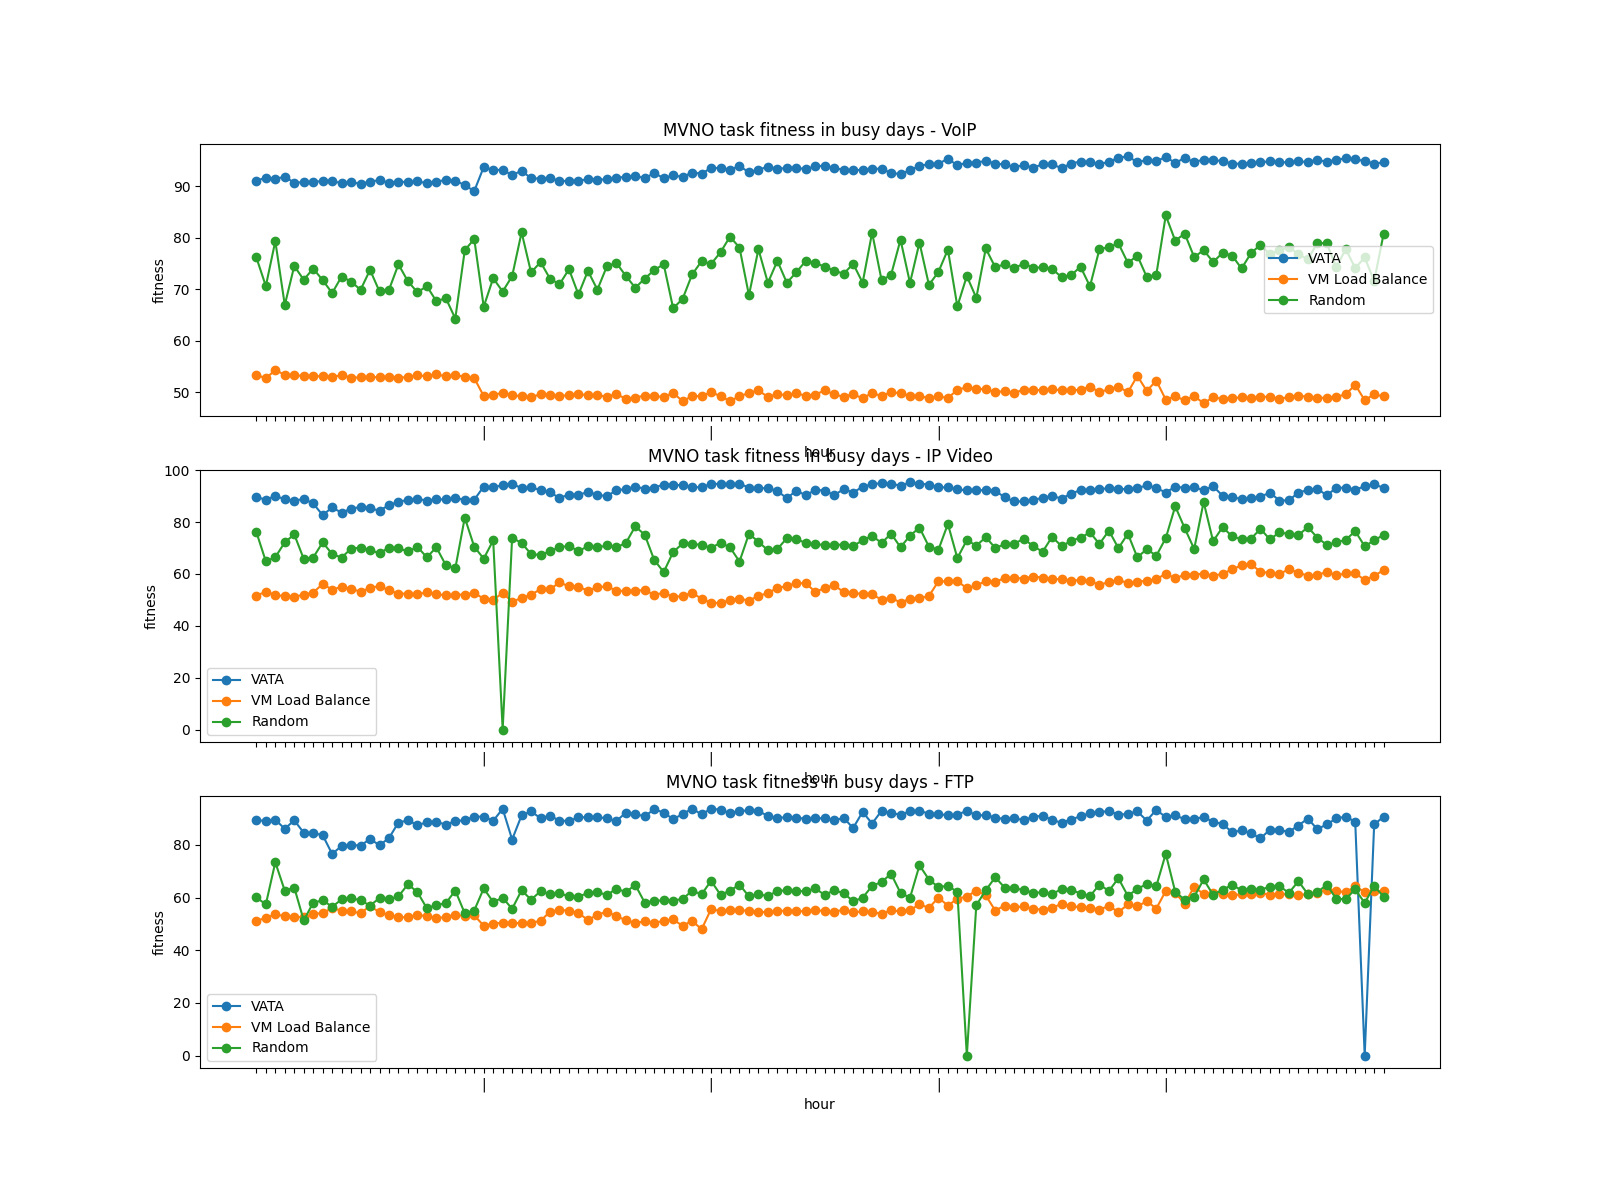 MVNO task fitness in busy days - VoIP
90
80
70
60
50
fitness
VATA
VM Load Balance
Random
|
|
|
|
hour
MVNO task fitness in busy days - IP Video
100
80
60
40
20
0
fitness
VATA
VM Load Balance
Random
|
|
|
|
hour
MVNO task fitness in busy days - FTP
80
60
40
20
0
fitness
VATA
VM Load Balance
Random
|
|
|
|
hour